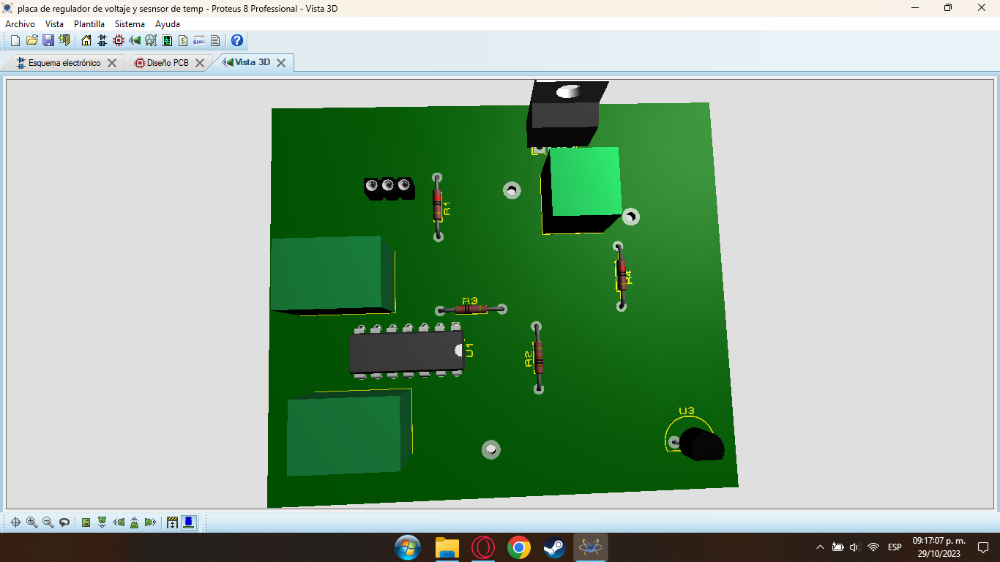 placa de regulador de voltaje y sesnsor de temp - Proteus 8 Professional - Vista 3D
Archivo Vista Plantilla Sistema Ayuda
Esquema electrónico Diseño PCB Vista 3D
R1
R4
R3
U1
R2
U3
ESP
09:17:07 p. m.
29/10/2023